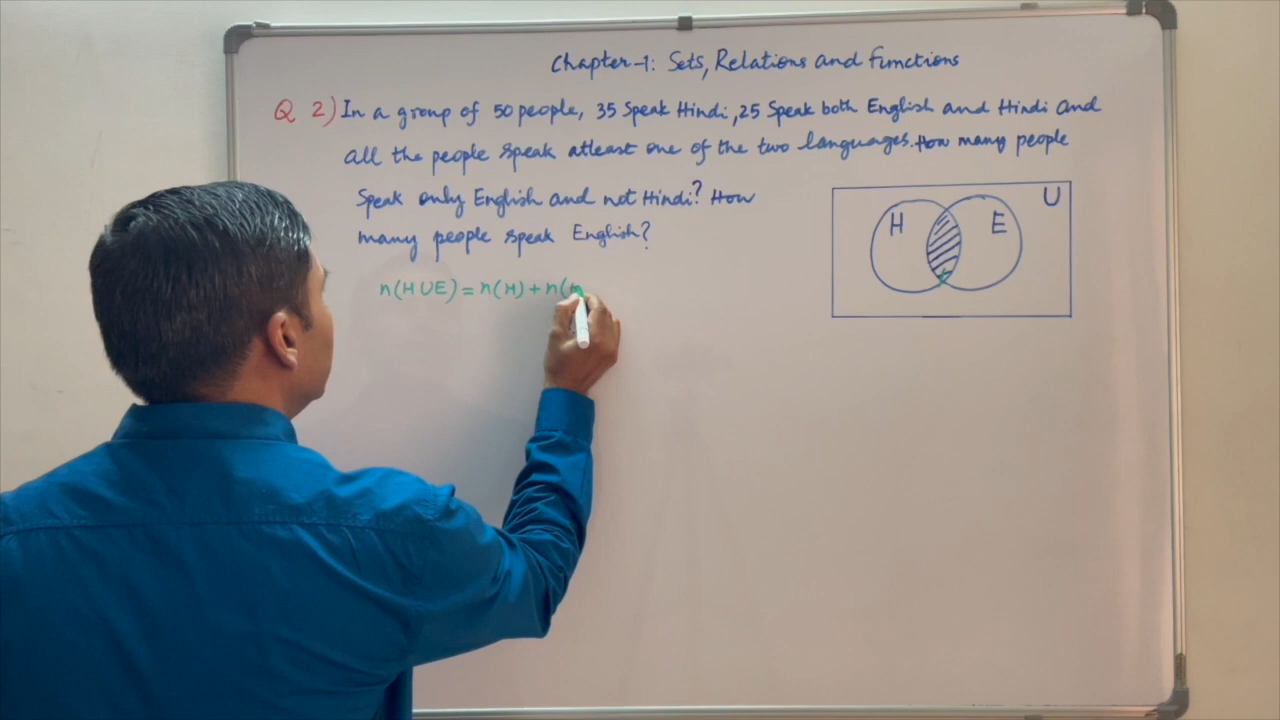 Chapter-1: Sets, Relations and Functions
Q 2) In a group of 50 people, 35 Speak Hindi, 25 Speak both English and Hindi and
all the people speak atleast one of the two languages. How many people
Speak only English and not Hindi? How
many people speak English?
U
H E
n(H∪E) = n(H) + n(